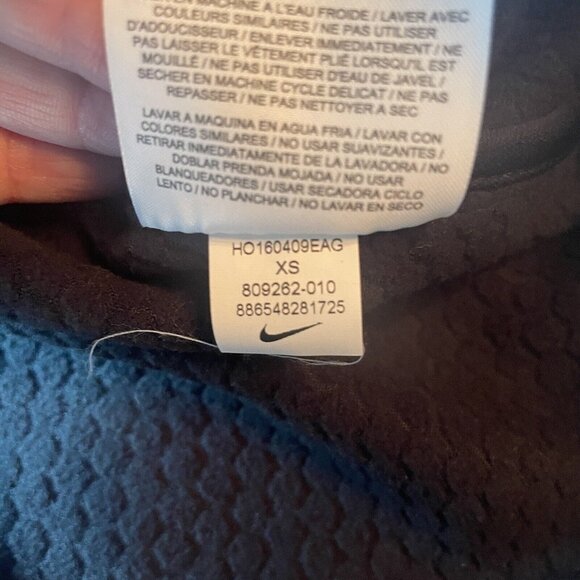 MACHINE A L'EAU FROIDE / LAVER AVEC
COULEURS SIMILAIRES / NE PAS UTILISER
D'ADOUCISSEUR / ENLEVER IMMEDIATEMENT / NE
PAS LAISSER LE VÊTEMENT PLIÉ LORSQU'IL EST
MOUILLÉ / NE PAS UTILISER D'EAU DE JAVEL /
SECHER EN MACHINE CYCLE DELICAT / NE PAS
REPASSER / NE PAS NETTOYER A SEC
LAVAR A MAQUINA EN AGUA FRIA / LAVAR CON
COLORES SIMILARES / NO USAR SUAVIZANTES /
RETIRAR INMEDIATAMENTE DE LA LAVADORA / NO
DOBLAR PRENDA MOJADA / NO USAR
BLANQUEADORES / USAR SECADORA CICLO
LENTO / NO PLANCHAR / NO LAVAR EN SECO
HO160409EAG
XS
809262-010
886548281725